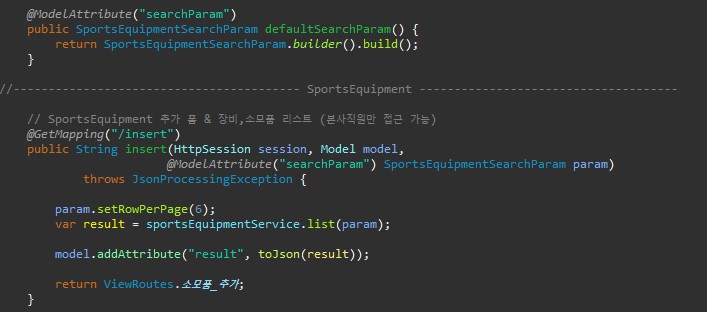 @ModelAttribute("searchParam")
public SportsEquipmentSearchParam defaultSearchParam() {
return SportsEquipmentSearchParam.builder().build();
}
//----------------------------------------- SportsEquipment -------------------------------------
// SportsEquipment 추가 폼 & 장비,소모품 리스트 (본사직원만 접근 가능)
@GetMapping("/insert")
public String insert(HttpSession session, Model model,
@ModelAttribute("searchParam") SportsEquipmentSearchParam param)
throws JsonProcessingException {
param.setRowPerPage(6);
var result = sportsEquipmentService.list(param);
model.addAttribute("result", toJson(result));
return ViewRoutes.소모품_추가;
}